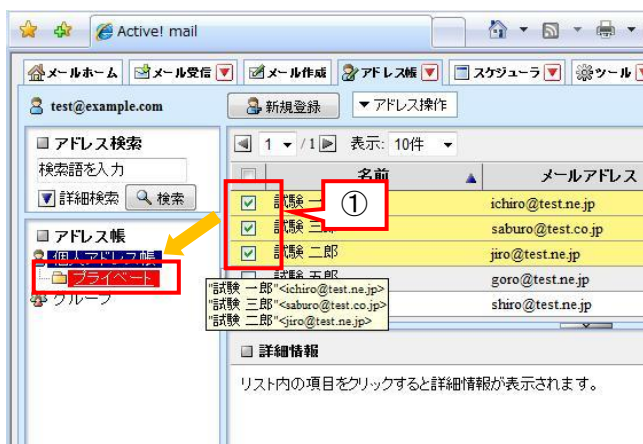 Active! mail
メールホーム メール受信 メール作成 アドレス帳 スケジューラ ツール
test@example.com 新規登録 ▼アドレス操作
アドレス検索
検索語を入力
詳細検索 検索
1 /1 表示: 10件
名前 メールアドレス
試験 一 ichiro@test.ne.jp
①
試験 三郎 saburo@test.co.jp
試験 二郎 jiro@test.ne.jp
試験 五郎 goro@test.ne.jp
shiro@test.ne.jp
アドレス帳
個人アドレス帳
プライベート
グループ
"試験 一郎"<ichiro@test.ne.jp>
"試験 三郎"<saburo@test.co.jp>
"試験 二郎"<jiro@test.ne.jp>
詳細情報
リスト内の項目をクリックすると詳細情報が表示されます。